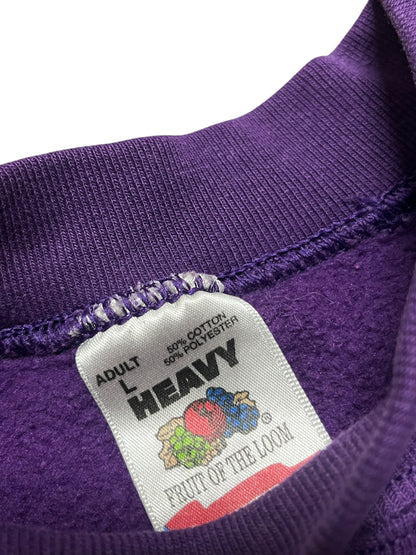 ADULT
L
50% COTTON
50% POLYESTER
HEAVY
®
FRUIT OF THE LOOM